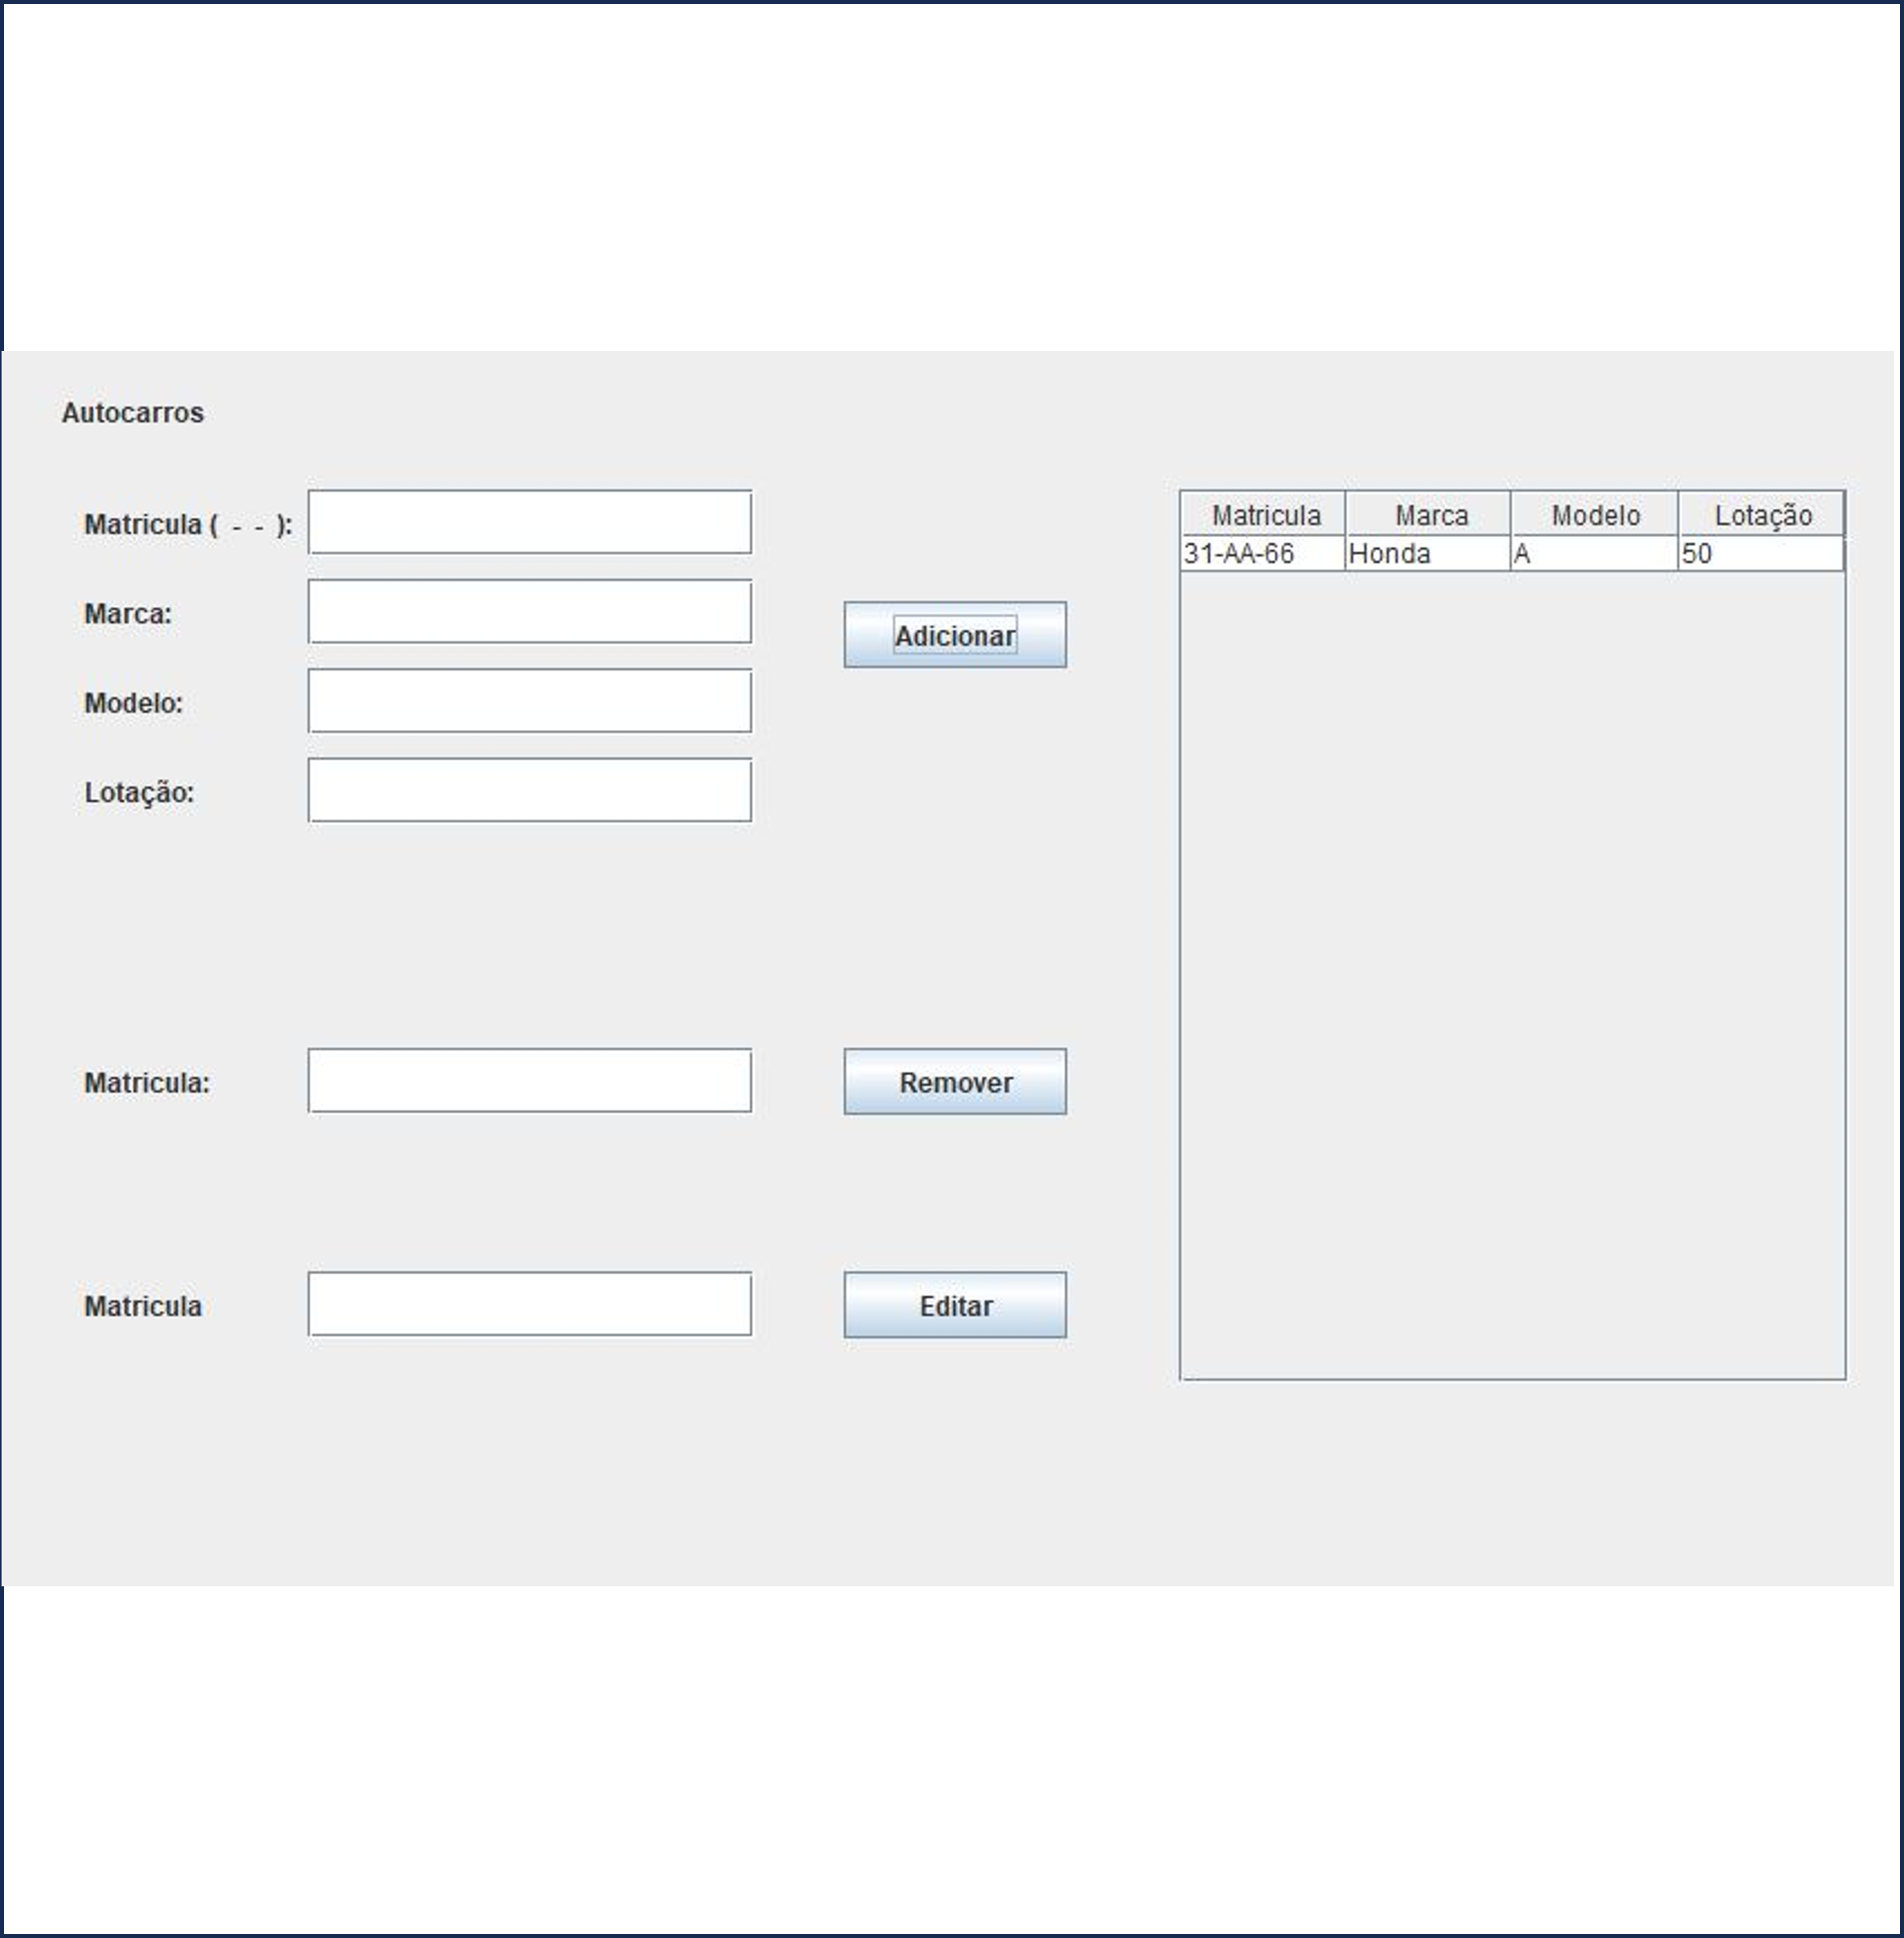 Autocarros
Matricula ( - - ):
Marca:
Adicionar
Modelo:
Lotação:
Matricula:
Remover
Matricula
Editar
Matricula Marca Modelo Lotação
31-AA-66 Honda A 50